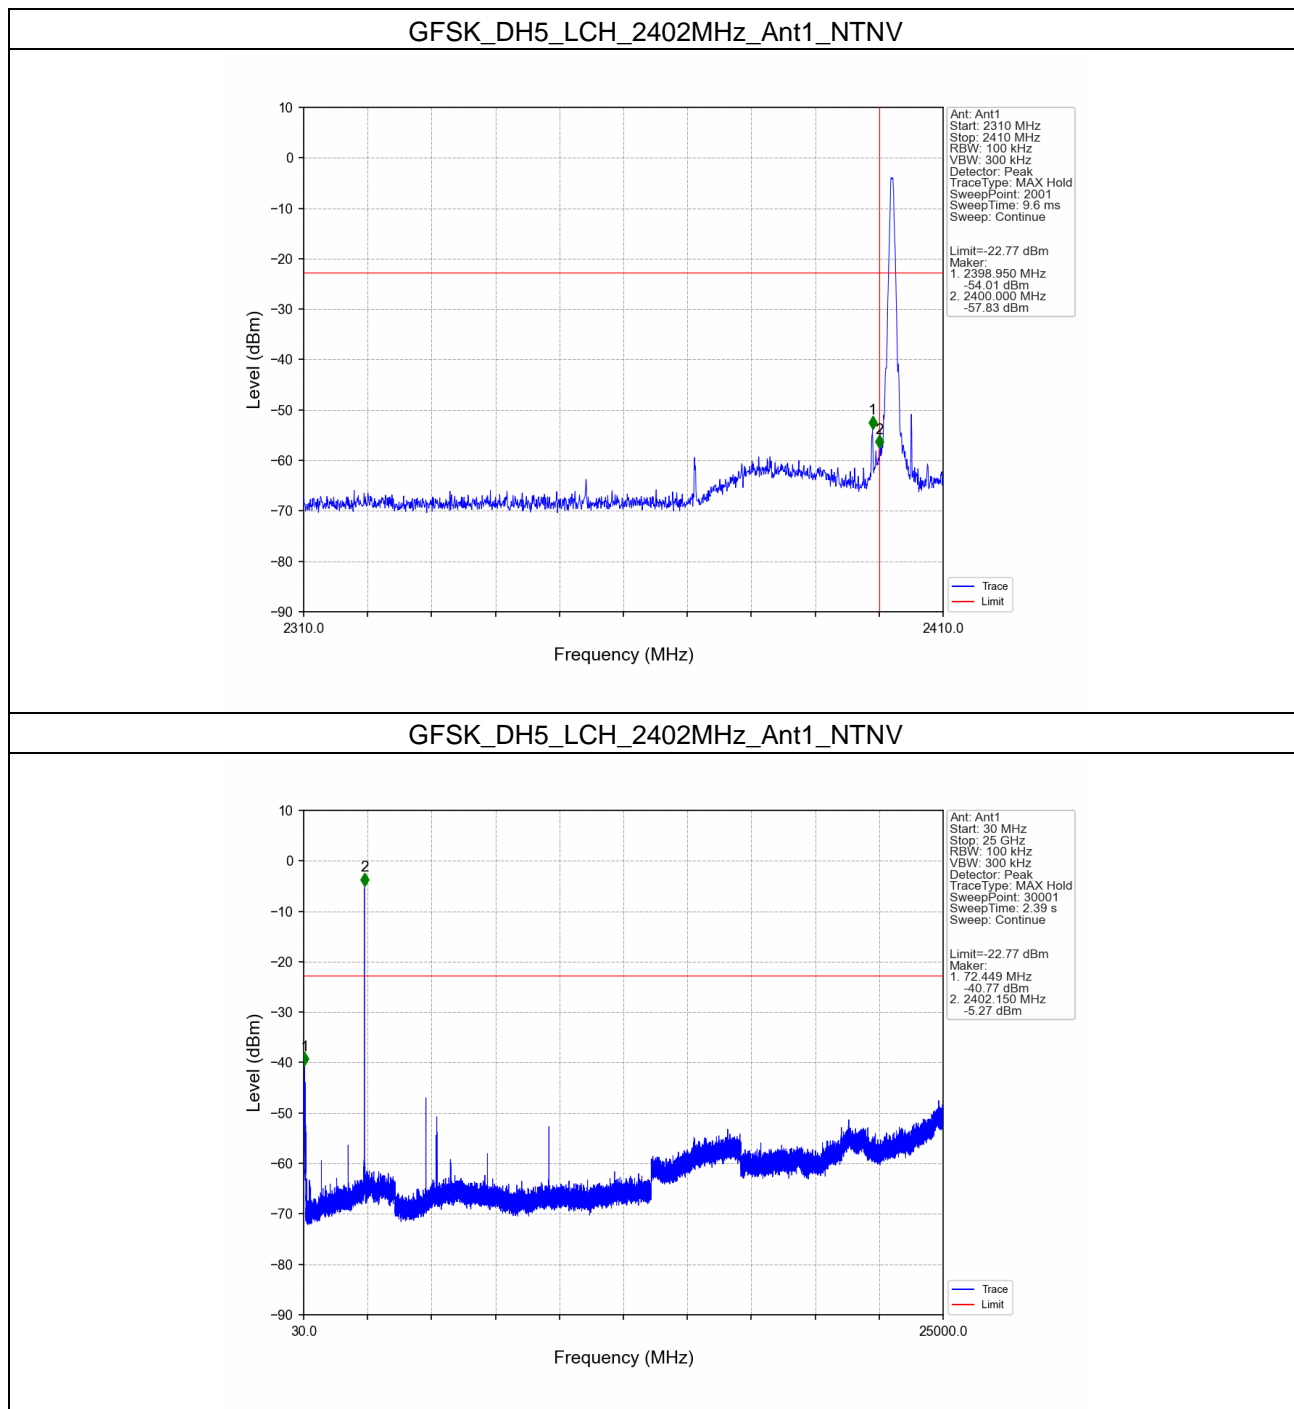 GFSK_DH5_LCH_2402MHz_Ant1_NTNV
10
0
−10
−20
−30
−40
−50
−60
−70
−80
−90
Level (dBm)
1
2
2310.0
2410.0
Frequency (MHz)
Ant: Ant1
Start: 2310 MHz
Stop: 2410 MHz
RBW: 100 kHz
VBW: 300 kHz
Detector: Peak
TraceType: MAX Hold
SweepPoint: 2001
SweepTime: 9.6 ms
Sweep: Continue
Limit=-22.77 dBm
Maker:
1. 2398.950 MHz
-54.01 dBm
2. 2400.000 MHz
-57.83 dBm
Trace
Limit
GFSK_DH5_LCH_2402MHz_Ant1_NTNV
10
0
−10
−20
−30
−40
−50
−60
−70
−80
−90
Level (dBm)
1
2
30.0
25000.0
Frequency (MHz)
Ant: Ant1
Start: 30 MHz
Stop: 25 GHz
RBW: 100 kHz
VBW: 300 kHz
Detector: Peak
TraceType: MAX Hold
SweepPoint: 30001
SweepTime: 2.39 s
Sweep: Continue
Limit=-22.77 dBm
Maker:
1. 72.449 MHz
-40.77 dBm
2. 2402.150 MHz
-5.27 dBm
Trace
Limit